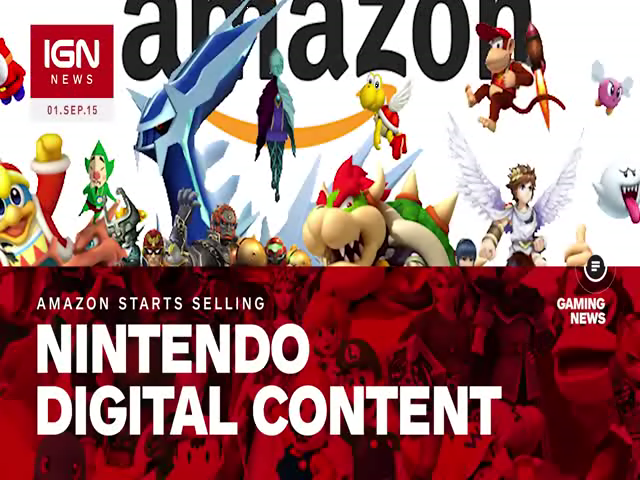 amazon
IGN
NEWS
01.SEP.15
AMAZON STARTS SELLING
NINTENDO
DIGITAL CONTENT
GAMING
NEWS